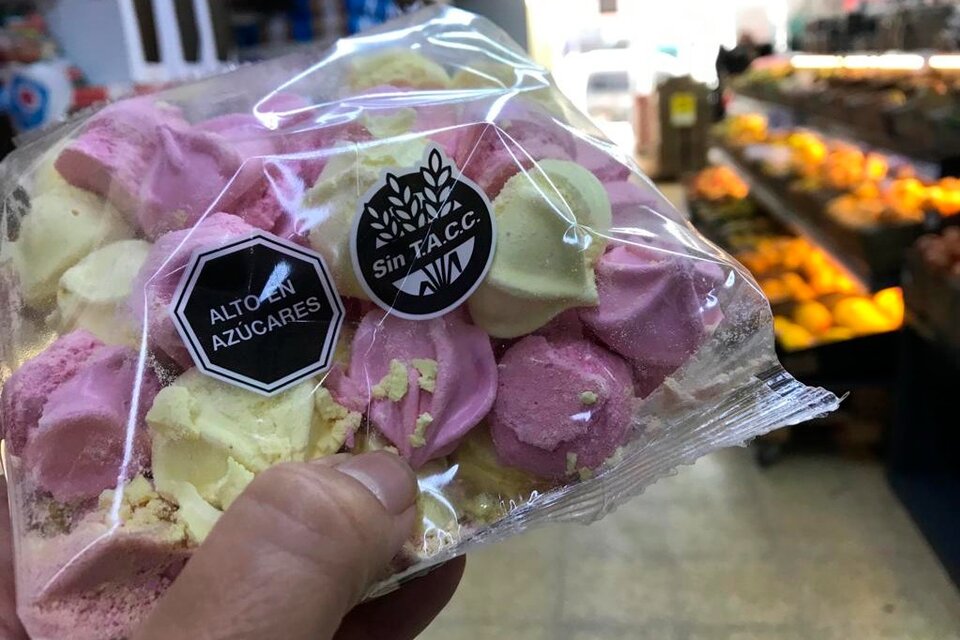 ALTO EN
AZÚCARES
Sin T.A.C.C.